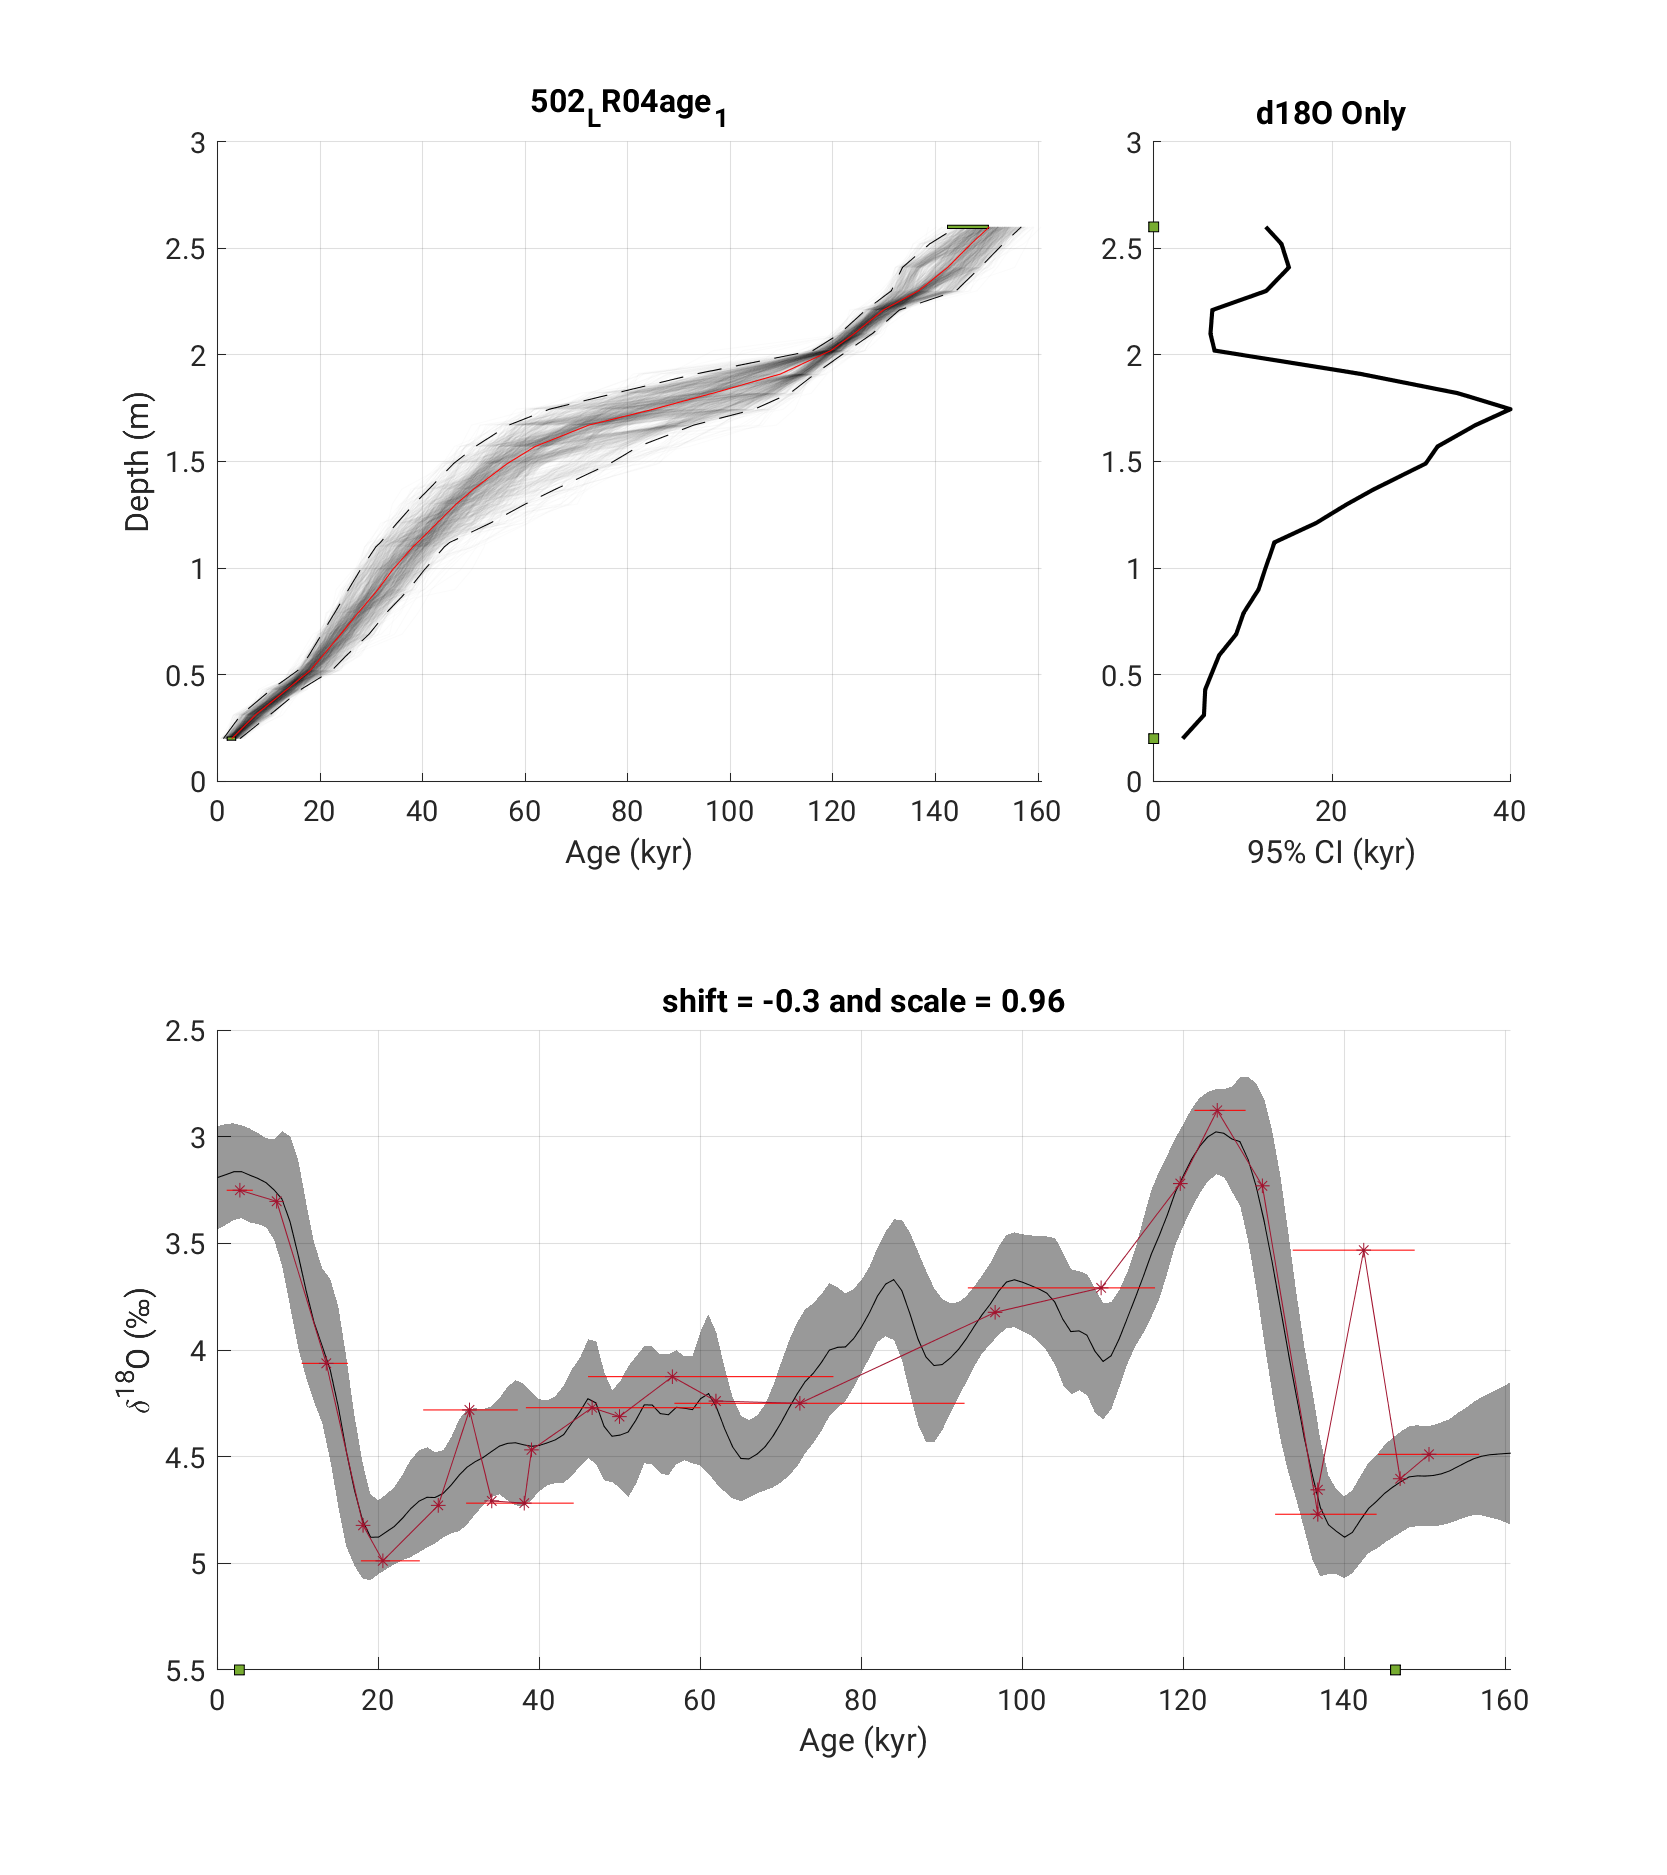 502LR04age1
3
2.5
2
1.5
1
0.5
0
0 20 40 60 80 100 120 140 160
Depth (m)
Age (kyr)
d18O Only
3
2.5
2
1.5
1
0.5
0
0 20 40
95% CI (kyr)
shift = -0.3 and scale = 0.96
2.5
3
3.5
4
4.5
5
5.5
0 20 40 60 80 100 120 140 160
δ18O (‰)
Age (kyr)